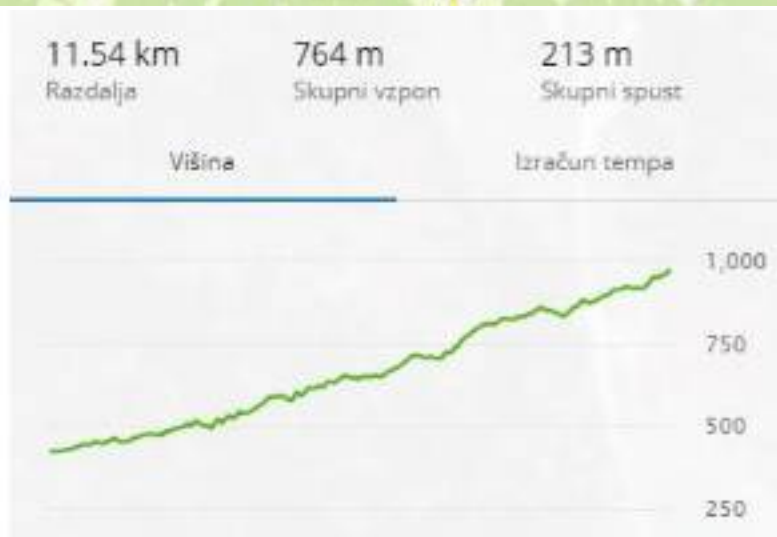 11.54 km 764 m 213 m
Razdalja Skupni vzpon Skupni spust
Višina Izračun tempa
1,000
750
500
250